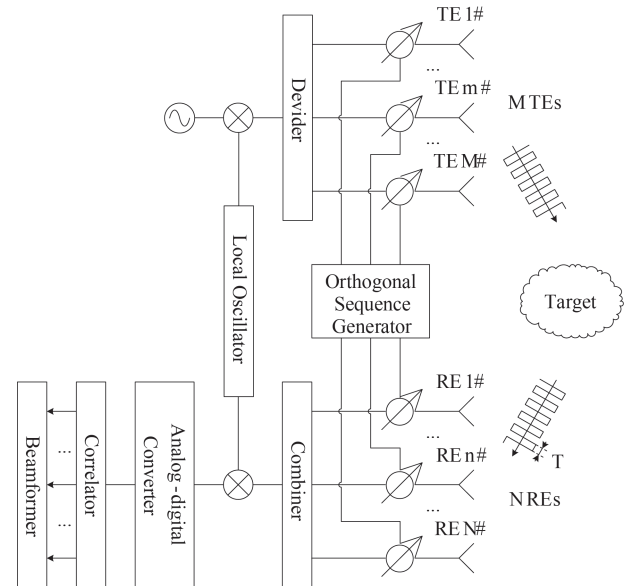 TE 1#
...
TE m #
M TEs
...
TE M#
Devider
Local Oscillator
Orthogonal
Sequence
Generator
Target
RE 1#
...
RE n#
...
RE N#
T
N REs
Combiner
Analog - digital
Converter
Correlator
...
...
Beamformer